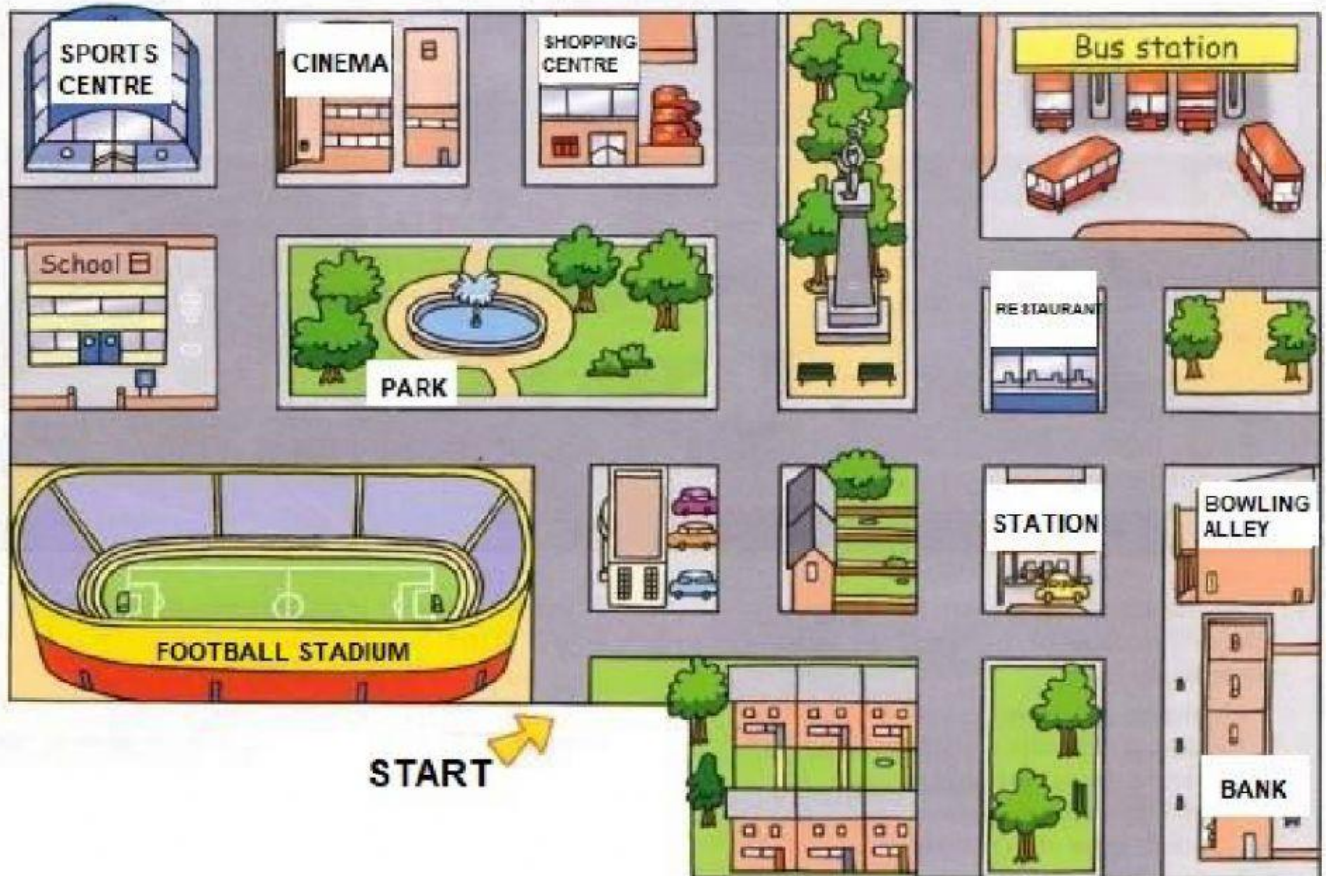 SPORTS
CENTRE
CINEMA
SHOPPING
CENTRE
Bus station
School
RESTAURANT
PARK
STATION
BOWLING
ALLEY
FOOTBALL STADIUM
START
BANK